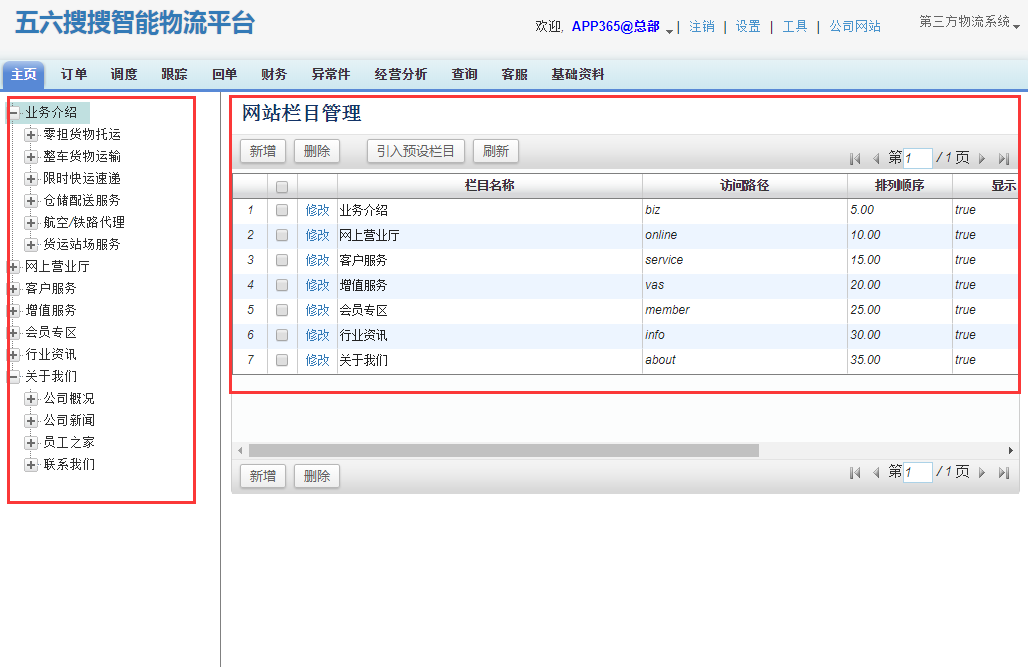 五六搜搜智能物流平台
欢迎, APP365@总部 | 注销 | 设置 | 工具 | 公司网站 第三方物流系统
主页 订单 调度 跟踪 回单 财务 异常件 经营分析 查询 客服 基础资料
业务介绍
零担货物托运
整车货物运输
限时快运速递
仓储配送服务
航空/铁路代理
货运站场服务
网上营业厅
客户服务
增值服务
会员专区
行业资讯
关于我们
公司概况
公司新闻
员工之家
联系我们
网站栏目管理
新增 删除 引入预设栏目 刷新 第 1 / 1 页
栏目名称 访问路径 排列顺序 显示
1 修改 业务介绍 biz 5.00 true
2 修改 网上营业厅 online 10.00 true
3 修改 客户服务 service 15.00 true
4 修改 增值服务 vas 20.00 true
5 修改 会员专区 member 25.00 true
6 修改 行业资讯 info 30.00 true
7 修改 关于我们 about 35.00 true
新增 删除 第 1 / 1 页